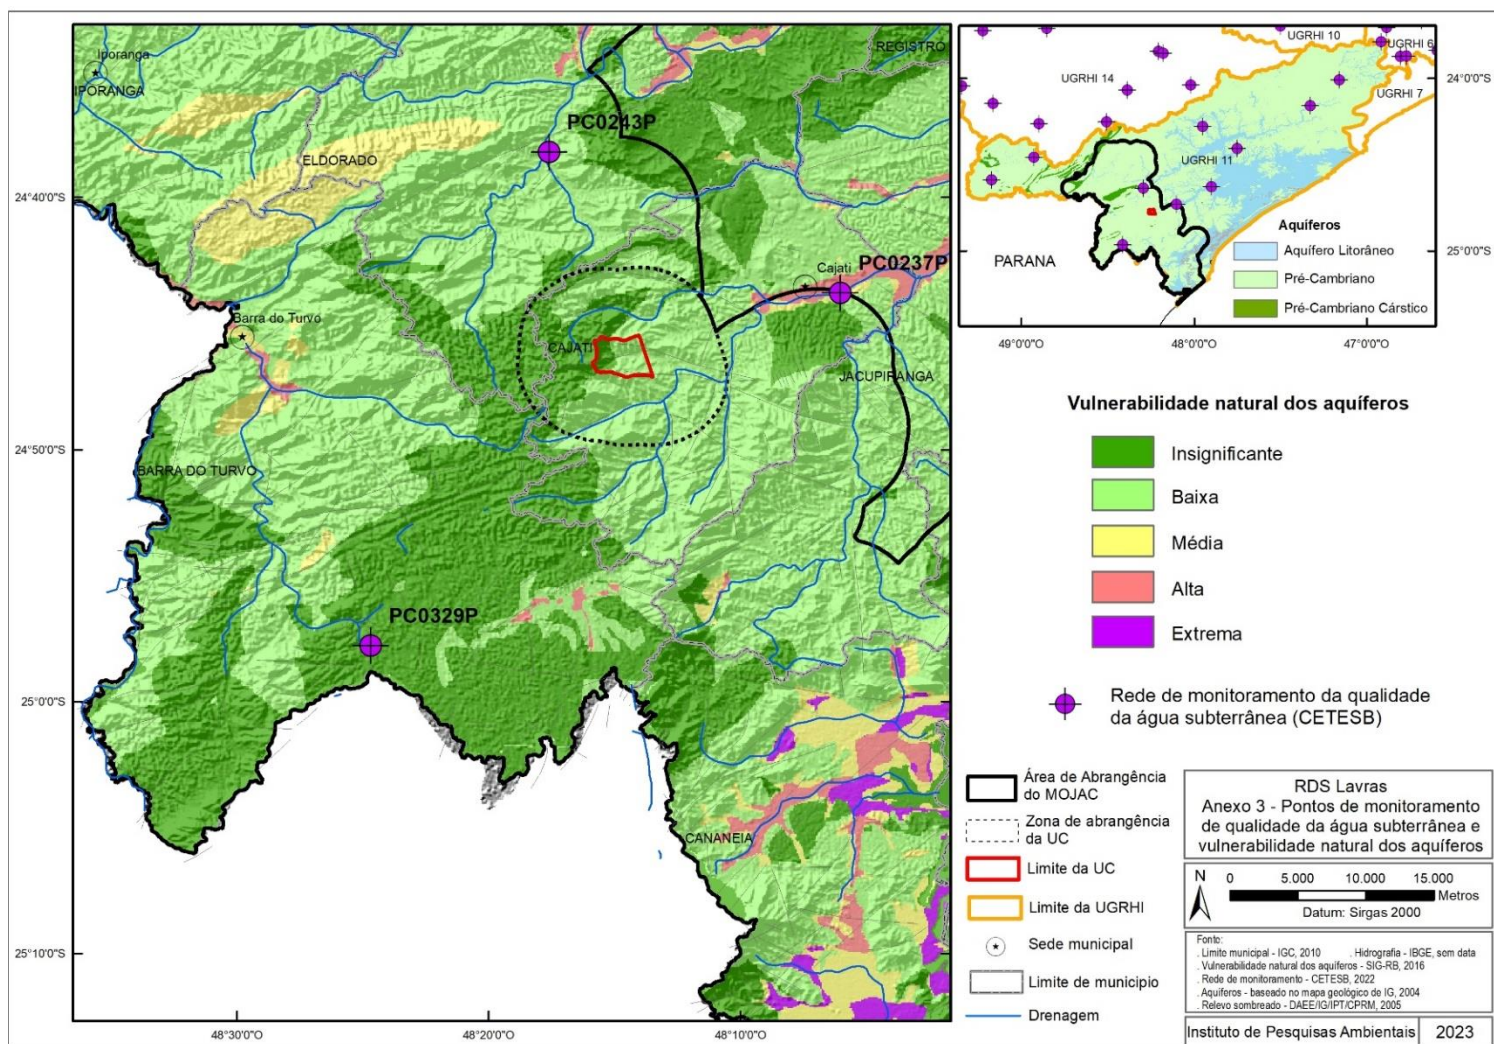 Iporanga
IPORANGA
REGISTRO
PC0243P
ELDORADO
24°40'0"S
Cajati
PC0237P
Barra do Turvo
CAJATI
JACUPIRANGA
24°50'0"S
BARRA DO TURVO
PC0329P
25°0'0"S
CANANEIA
25°10'0"S
48°30'0"O
48°20'0"O
48°10'0"O
UGRHI 10
UGRHI 6
UGRHI 14
24°0'0"S
UGRHI 7
UGRHI 11
PARANA
25°0'0"S
Aquíferos
Aquífero Litorâneo
Pré-Cambriano
Pré-Cambriano Cárstico
49°0'0"O
48°0'0"O
47°0'0"O
Vulnerabilidade natural dos aquíferos
Insignificante
Baixa
Média
Alta
Extrema
Rede de monitoramento da qualidade
da água subterrânea (CETESB)
Área de Abrangência
do MOJAC
Zona de abrangência
da UC
Limite da UC
Limite da UGRHI
Sede municipal
Limite de município
Drenagem
RDS Lavras
Anexo 3 - Pontos de monitoramento
de qualidade da água subterrânea e
vulnerabilidade natural dos aquíferos
N
0 5.000 10.000 15.000
Metros
Datum: Sirgas 2000
Fonte:
. Limite municipal - IGC, 2010 . Hidrografia - IBGE, sem data
. Vulnerabilidade natural dos aquíferos - SIG-RB, 2016
. Rede de monitoramento - CETESB, 2022
. Aquíferos - baseado no mapa geológico de IG, 2004
. Relevo sombreado - DAEE/IG/IPT/CPRM, 2005
Instituto de Pesquisas Ambientais 2023